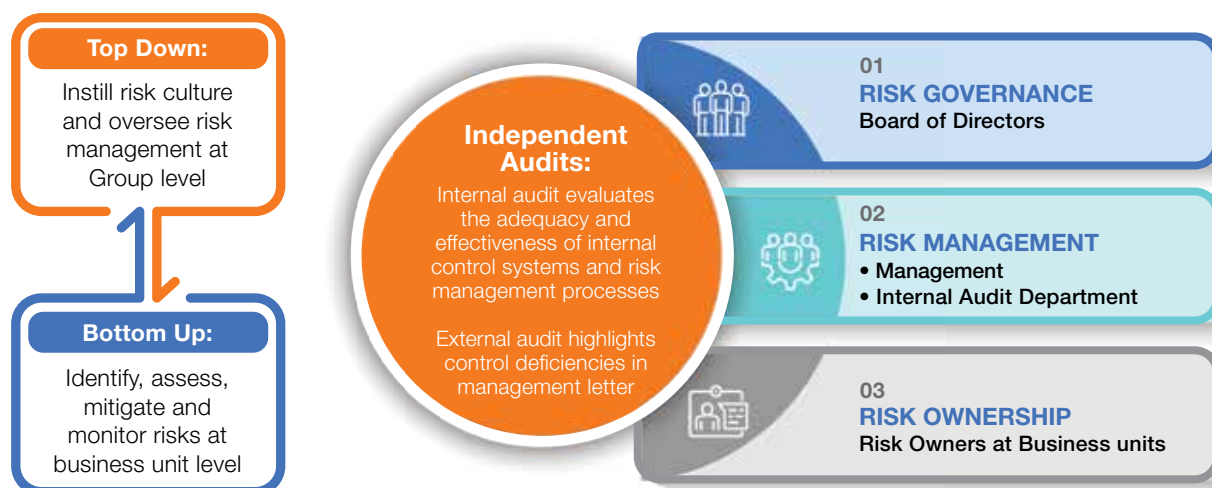 Top Down:
Instill risk culture
and oversee risk
management at
Group level
Bottom Up:
Identify, assess,
mitigate and
monitor risks at
business unit level
Independent
Audits:
Internal audit evaluates
the adequacy and
effectiveness of internal
control systems and risk
management processes
External audit highlights
control deficiencies in
management letter
01
RISK GOVERNANCE
Board of Directors
02
RISK MANAGEMENT
• Management
• Internal Audit Department
03
RISK OWNERSHIP
Risk Owners at Business units